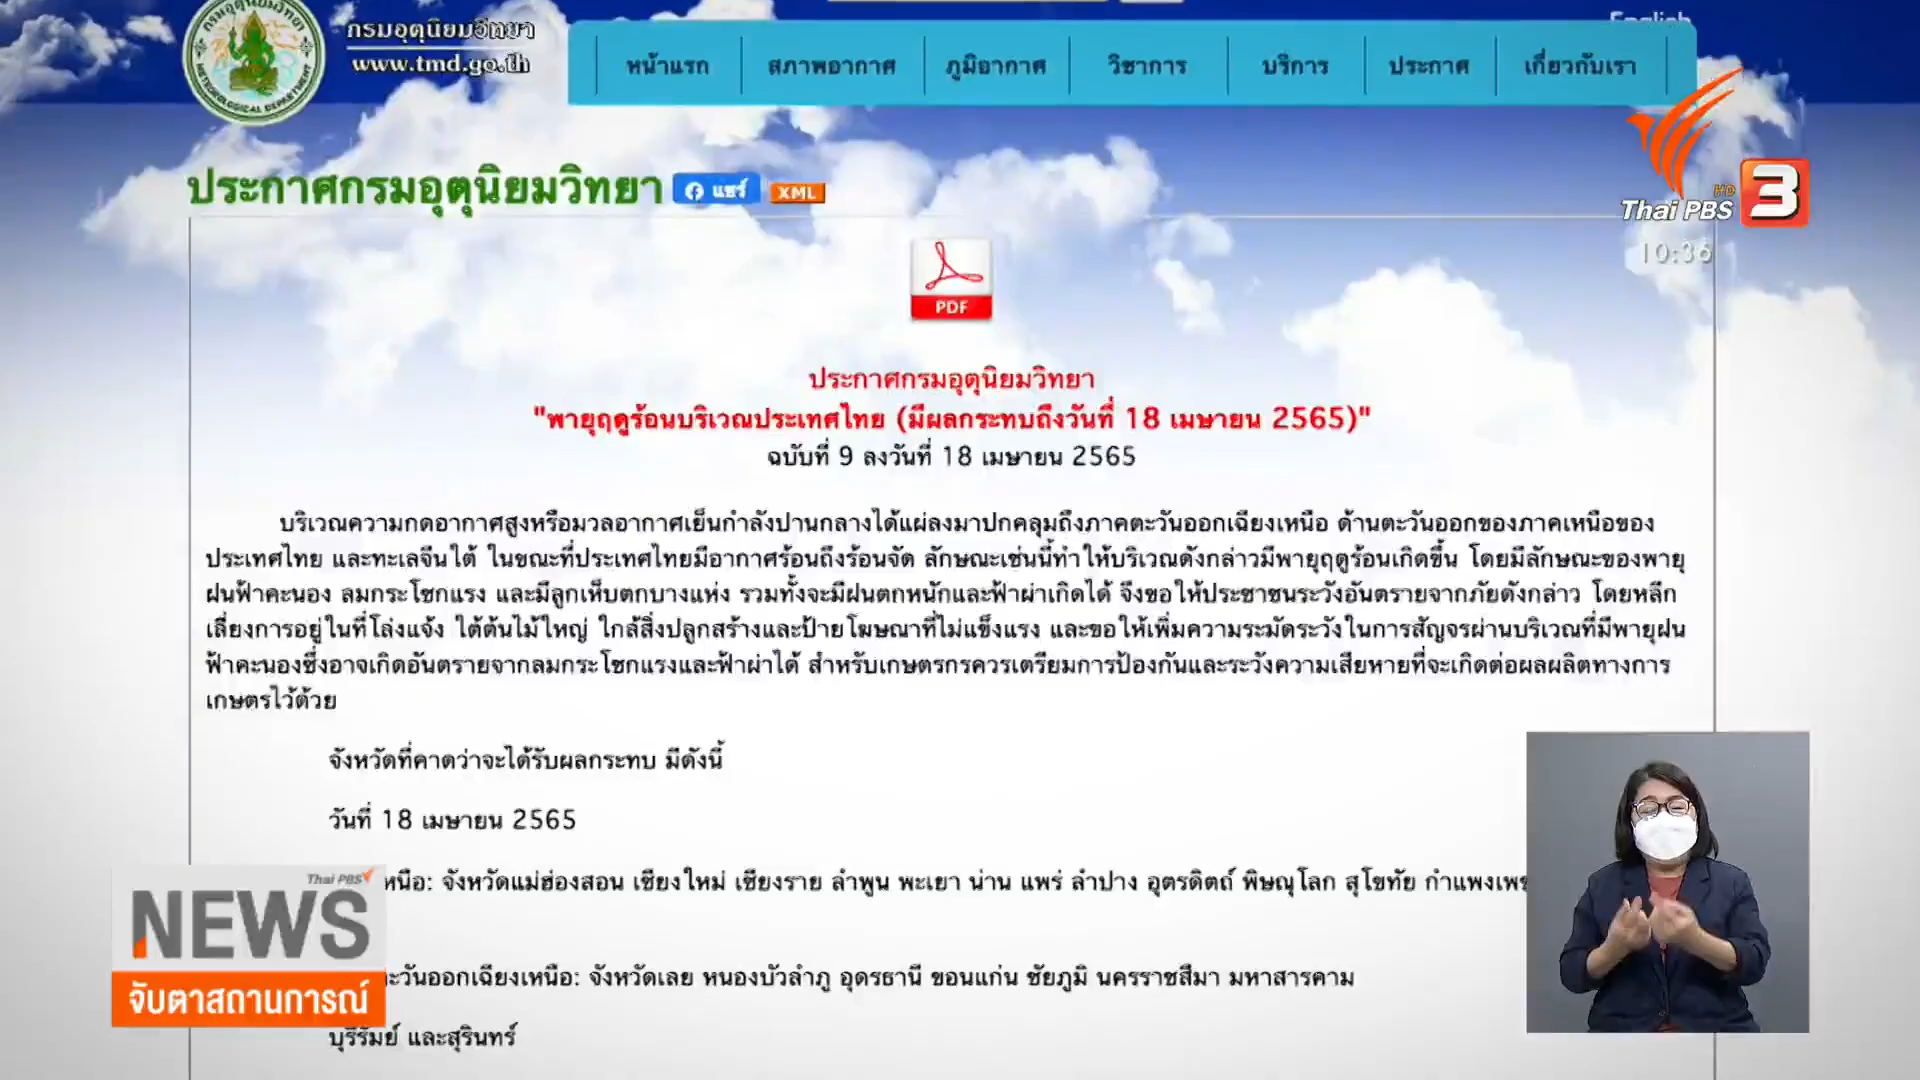 English
กรมอุตุนิยมวิทยา
www.tmd.go.th
หน้าแรก สภาพอากาศ ภูมิอากาศ วิชาการ บริการ ประกาศ เกี่ยวกับเรา
METEOROLOGICAL DEPARTMENT
ประกาศกรมอุตุนิยมวิทยา แชร์ XML
Thai PBS HD 3
10:36
PDF
ประกาศกรมอุตุนิยมวิทยา
"พายุฤดูร้อนบริเวณประเทศไทย (มีผลกระทบถึงวันที่ 18 เมษายน 2565)"
ฉบับที่ 9 ลงวันที่ 18 เมษายน 2565
บริเวณความกดอากาศสูงหรือมวลอากาศเย็นกำลังปานกลางได้แผ่ลงมาปกคลุมถึงภาคตะวันออกเฉียงเหนือ ด้านตะวันออกของภาคเหนือของ
ประเทศไทย และทะเลจีนใต้ ในขณะที่ประเทศไทยมีอากาศร้อนถึงร้อนจัด ลักษณะเช่นนี้ทำให้บริเวณดังกล่าวมีพายุฤดูร้อนเกิดขึ้น โดยมีลักษณะของพายุ
ฝนฟ้าคะนอง ลมกระโชกแรง และมีลูกเห็บตกบางแห่ง รวมทั้งจะมีฝนตกหนักและฟ้าผ่าเกิดได้ จึงขอให้ประชาชนระวังอันตรายจากภัยดังกล่าว โดยหลีก
เลี่ยงการอยู่ในที่โล่งแจ้ง ใต้ต้นไม้ใหญ่ ใกล้สิ่งปลูกสร้างและป้ายโฆษณาที่ไม่แข็งแรง และขอให้เพิ่มความระมัดระวังในการสัญจรผ่านบริเวณที่มีพายุฝน
ฟ้าคะนองซึ่งอาจเกิดอันตรายจากลมกระโชกแรงและฟ้าผ่าได้ สำหรับเกษตรกรควรเตรียมการป้องกันและระวังความเสียหายที่จะเกิดต่อผลผลิตทางการ
เกษตรไว้ด้วย
จังหวัดที่คาดว่าจะได้รับผลกระทบ มีดังนี้
วันที่ 18 เมษายน 2565
หนือ: จังหวัดแม่ฮ่องสอน เชียงใหม่ เชียงราย ลำพูน พะเยา น่าน แพร่ ลำปาง อุตรดิตถ์ พิษณุโลก สุโขทัย กำแพงเพช
ะวันออกเฉียงเหนือ: จังหวัดเลย หนองบัวลำภู อุดรธานี ขอนแก่น ชัยภูมิ นครราชสีมา มหาสารคาม
บุรีรัมย์ และสุรินทร์
Thai PBS
NEWS
จับตาสถานการณ์